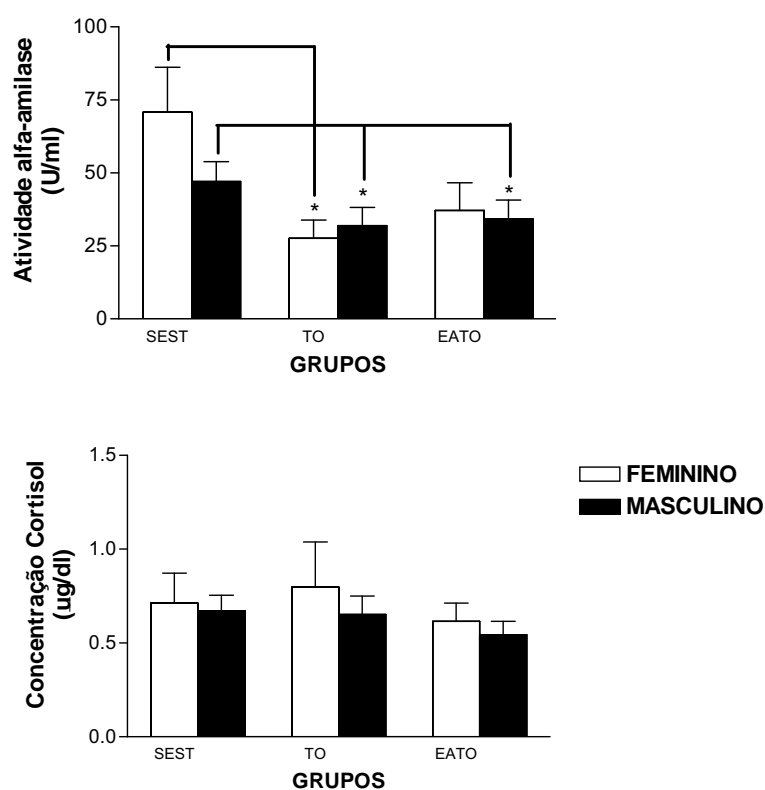 Atividade alfa-amilase
(U/ml)
100
75
50
25
0
* * *
SEST TO EATO
GRUPOS
Concentração Cortisol
(ug/dl)
1.5
1.0
0.5
0.0
SEST TO EATO
GRUPOS
FEMININO
MASCULINO